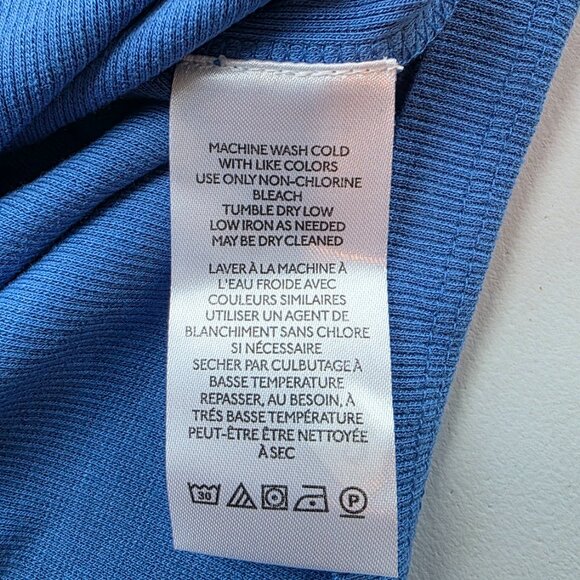 MACHINE WASH COLD
WITH LIKE COLORS
USE ONLY NON-CHLORINE
BLEACH
TUMBLE DRY LOW
LOW IRON AS NEEDED
MAY BE DRY CLEANED
LAVER À LA MACHINE À
L'EAU FROIDE AVEC
COULEURS SIMILAIRES
UTILISER UN AGENT DE
BLANCHIMENT SANS CHLORE
SI NÉCESSAIRE
SECHER PAR CULBUTAGE À
BASSE TEMPERATURE
REPASSER, AU BESOIN, À
TRÉS BASSE TEMPÉRATURE
PEUT-ÊTRE ÊTRE NETTOYÉE
À SEC
30 P